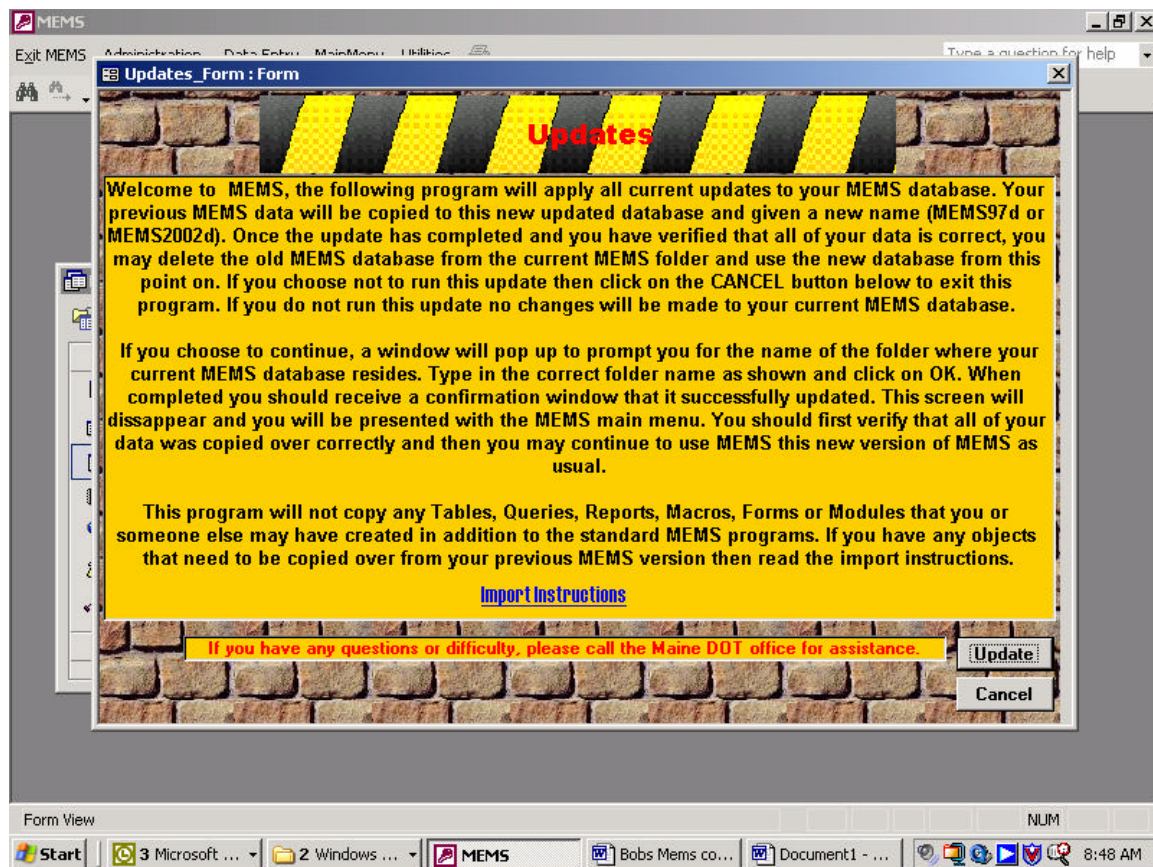 MEMS
Exit MEMS Administration Data Entry MainMenu Utilities Type a question for help
Updates_Form : Form
Updates
Welcome to MEMS, the following program will apply all current updates to your MEMS database. Your
previous MEMS data will be copied to this new updated database and given a new name (MEMS97d or
MEMS2002d). Once the update has completed and you have verified that all of your data is correct, you
may delete the old MEMS database from the current MEMS folder and use the new database from this
point on. If you choose not to run this update then click on the CANCEL button below to exit this
program. If you do not run this update no changes will be made to your current MEMS database.
If you choose to continue, a window will pop up to prompt you for the name of the folder where your
current MEMS database resides. Type in the correct folder name as shown and click on OK. When
completed you should receive a confirmation window that it successfully updated. This screen will
dissappear and you will be presented with the MEMS main menu. You should first verify that all of your
data was copied over correctly and then you may continue to use MEMS this new version of MEMS as
usual.
This program will not copy any Tables, Queries, Reports, Macros, Forms or Modules that you or
someone else may have created in addition to the standard MEMS programs. If you have any objects
that need to be copied over from your previous MEMS version then read the import instructions.
Import Instructions
If you have any questions or difficulty, please call the Maine DOT office for assistance.
Update
Cancel
Form View NUM
Start 3 Microsoft ... 2 Windows ... MEMS Bobs Mems co... Document1 - ... 8:48 AM